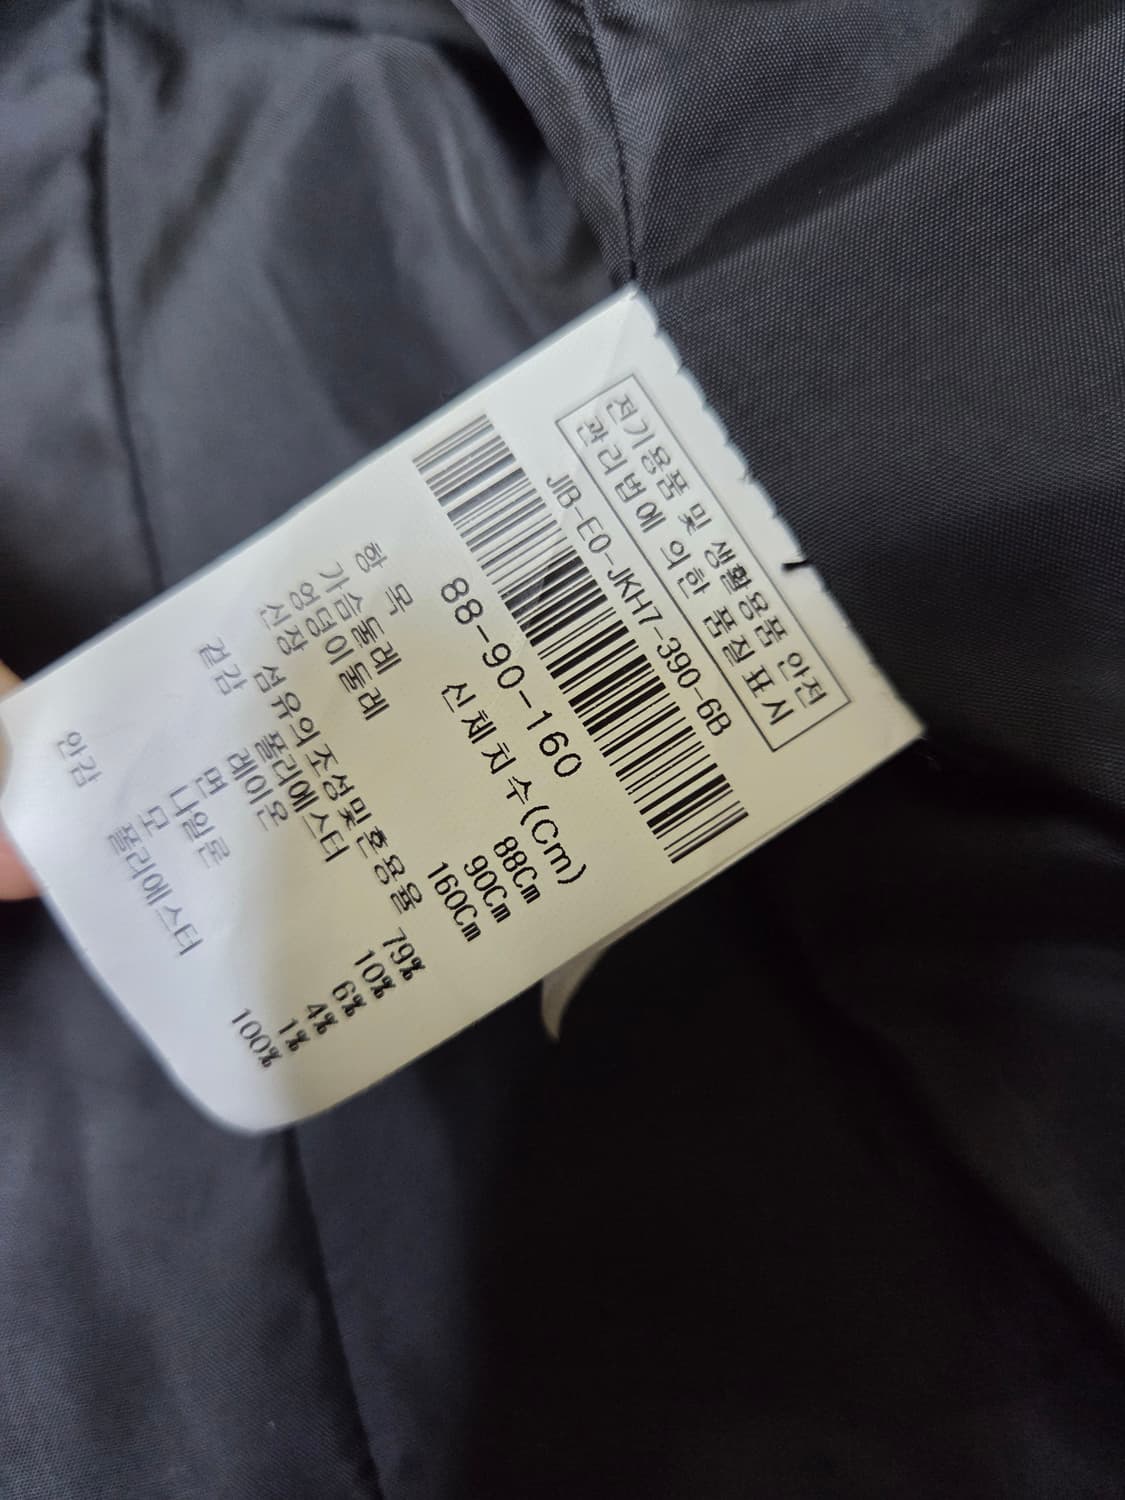 전기용품 및 생활용품 안전
관리법에 의한 품질 표시
JB-E0-JKH7-390-6B
88-90-160
항 목 신체치수(Cm)
가슴둘레 88Cm
엉덩이둘레 90Cm
신장 160Cm
섬유의조성및혼용율
겉감 폴리에스터 79%
레이온 10%
면 6%
나일론 4%
모 1%
안감 폴리에스터 100%